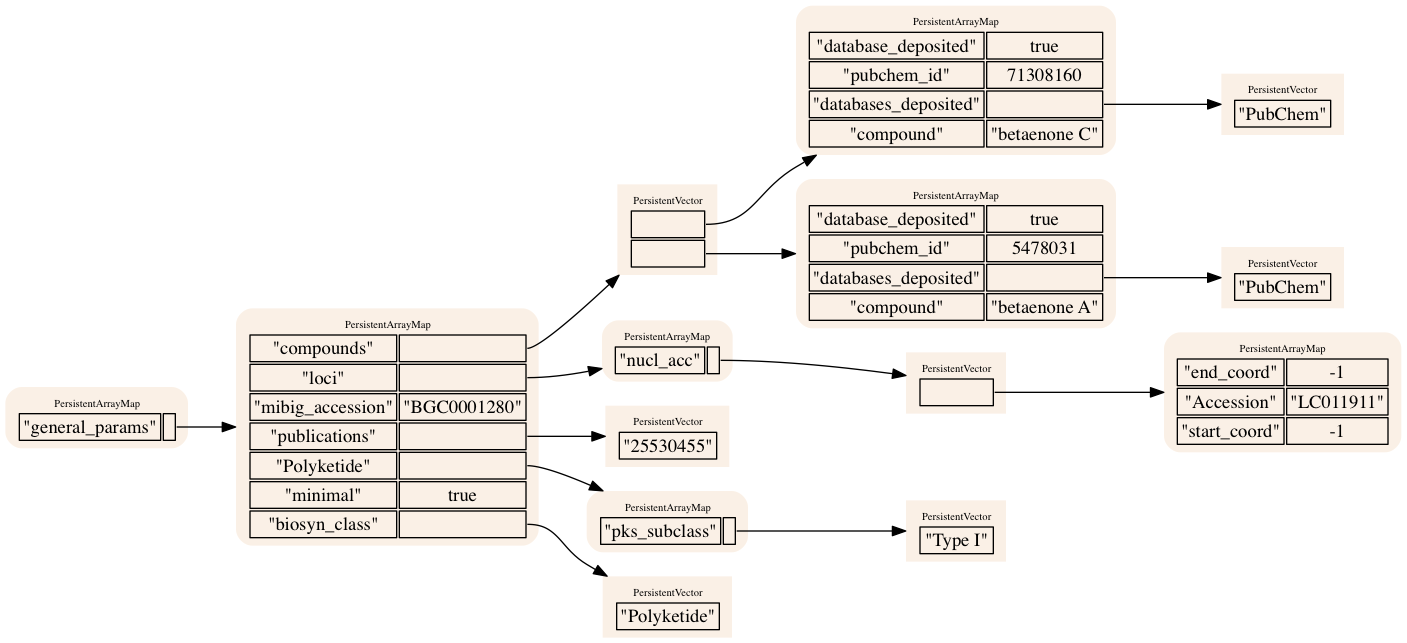 PersistentArrayMap
"database_deposited" true
"pubchem_id" 71308160
"databases_deposited"
"compound" "betaenone C"
PersistentVector
"PubChem"
PersistentVector
PersistentArrayMap
"database_deposited" true
"pubchem_id" 5478031
"databases_deposited"
"compound" "betaenone A"
PersistentVector
"PubChem"
PersistentArrayMap
"general_params"
PersistentArrayMap
"compounds"
"loci"
"mibig_accession" "BGC0001280"
"publications"
"Polyketide"
"minimal" true
"biosyn_class"
PersistentArrayMap
"nucl_acc"
PersistentVector
PersistentArrayMap
"end_coord" -1
"Accession" "LC011911"
"start_coord" -1
PersistentVector
"25530455"
PersistentArrayMap
"pks_subclass"
PersistentVector
"Type I"
PersistentVector
"Polyketide"